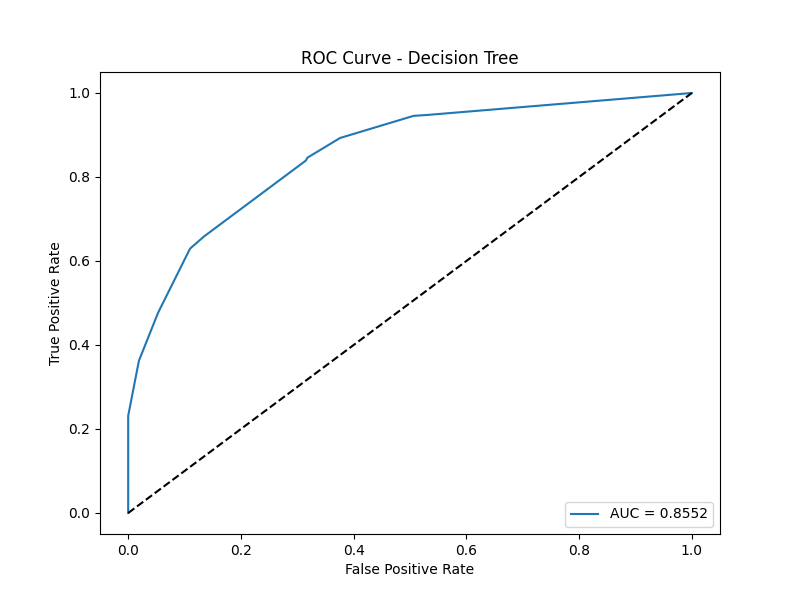 ROC Curve - Decision Tree
1.0
0.8
0.6
0.4
0.2
0.0
True Positive Rate
AUC = 0.8552
0.0 0.2 0.4 0.6 0.8 1.0
False Positive Rate